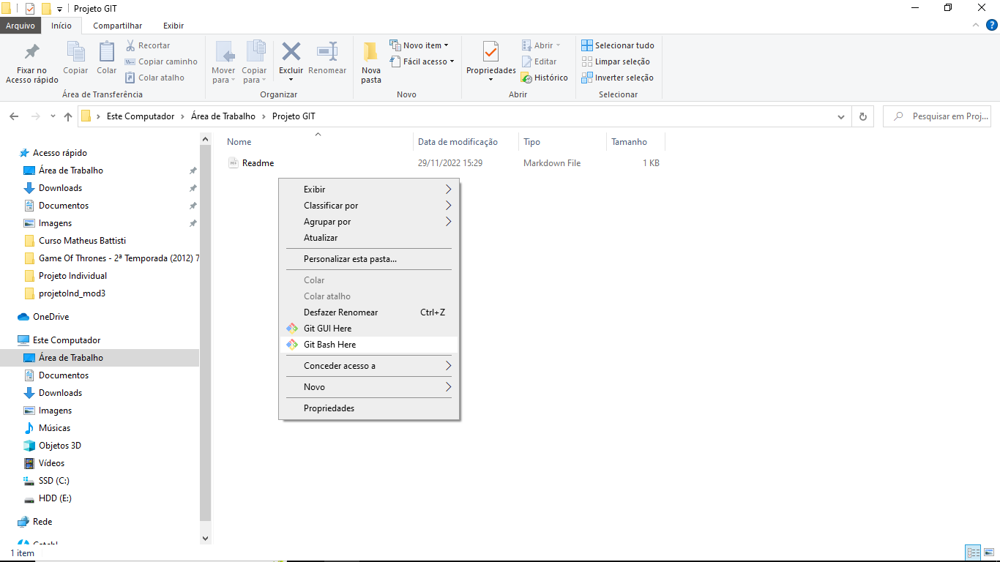 Projeto GIT
Arquivo Início Compartilhar Exibir
Fixar no Acesso rápido
Copiar
Colar
Recortar
Copiar caminho
Colar atalho
Área de Transferência
Mover para
Copiar para
Excluir
Renomear
Organizar
Nova pasta
Novo item
Fácil acesso
Novo
Propriedades
Abrir
Editar
Histórico
Abrir
Selecionar tudo
Limpar seleção
Inverter seleção
Selecionar
Este Computador > Área de Trabalho > Projeto GIT
Pesquisar em Proj...
Acesso rápido
Área de Trabalho
Downloads
Documentos
Imagens
Curso Matheus Battisti
Game Of Thrones - 2ª Temporada (2012) 7
Projeto Individual
projetoInd_mod3
OneDrive
Este Computador
Área de Trabalho
Documentos
Downloads
Imagens
Músicas
Objetos 3D
Vídeos
SSD (C:)
HDD (E:)
Rede
Nome Data de modificação Tipo Tamanho
Readme 29/11/2022 15:29 Markdown File 1 KB
Exibir
Classificar por
Agrupar por
Atualizar
Personalizar esta pasta...
Colar
Colar atalho
Desfazer Renomear Ctrl+Z
Git GUI Here
Git Bash Here
Conceder acesso a
Novo
Propriedades
1 item